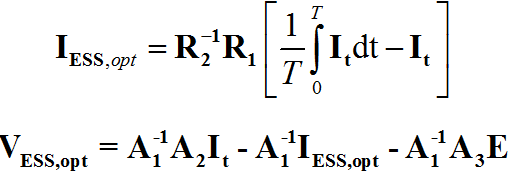 I_ESS,opt = R_2^-1 R_1 [ 1/T ∫_0^T I_t dt − I_t ]
V_ESS,opt = A_1^-1 A_2 I_t - A_1^-1 I_ESS,opt - A_1^-1 A_3 E